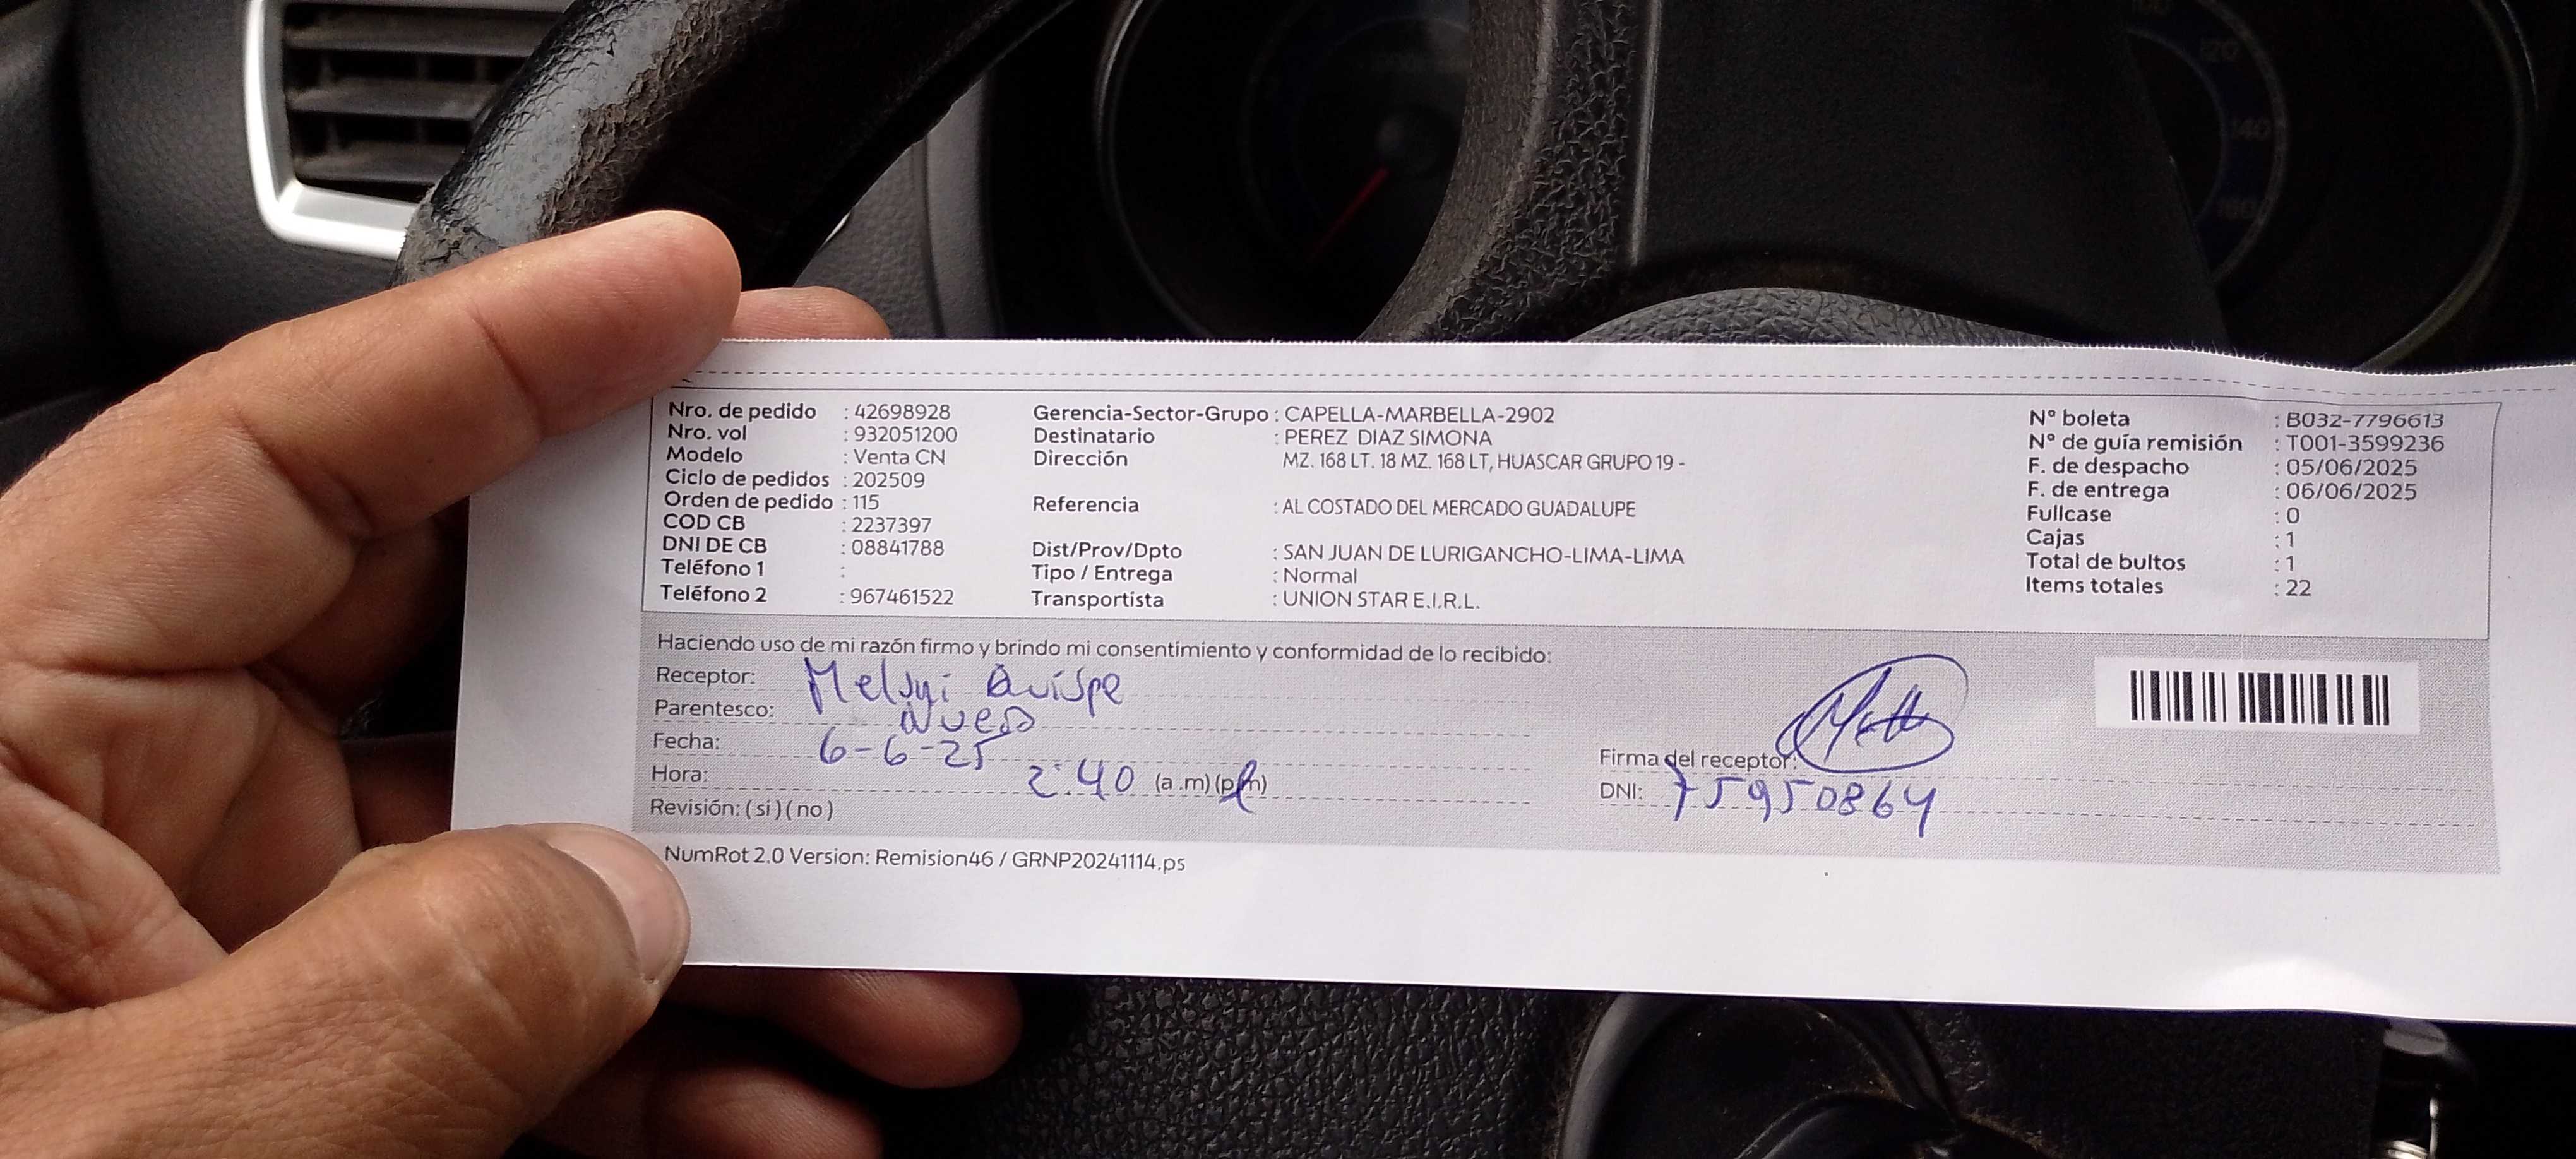 Nro. de pedido : 42698928
Nro. vol : 932051200
Modelo : Venta CN
Ciclo de pedidos : 202509
Orden de pedido : 115
COD CB : 2237397
DNI DE CB : 08841788
Teléfono 1 :
Teléfono 2 : 967461522
Gerencia-Sector-Grupo : CAPELLA-MARBELLA-2902
Destinatario : PEREZ DIAZ SIMONA
Dirección MZ. 168 LT. 18 MZ. 168 LT, HUASCAR GRUPO 19 -
Referencia : AL COSTADO DEL MERCADO GUADALUPE
Dist/Prov/Dpto : SAN JUAN DE LURIGANCHO-LIMA-LIMA
Tipo / Entrega : Normal
Transportista : UNION STAR E.I.R.L.
N° boleta : B032-7796613
N° de guía remisión : T001-3599236
F. de despacho : 05/06/2025
F. de entrega : 06/06/2025
Fullcase : 0
Cajas : 1
Total de bultos : 1
Items totales : 22
Haciendo uso de mi razón firmo y brindo mi consentimiento y conformidad de lo recibido:
Receptor: Quispe
Parentesco:
Fecha: 6-6-25
Hora: 2:40 (a .m) (p.m)
Revisión: ( si ) ( no )
Firma del receptor:
DNI: 75950864
NumRot 2.0 Version: Remision46 / GRNP20241114.ps